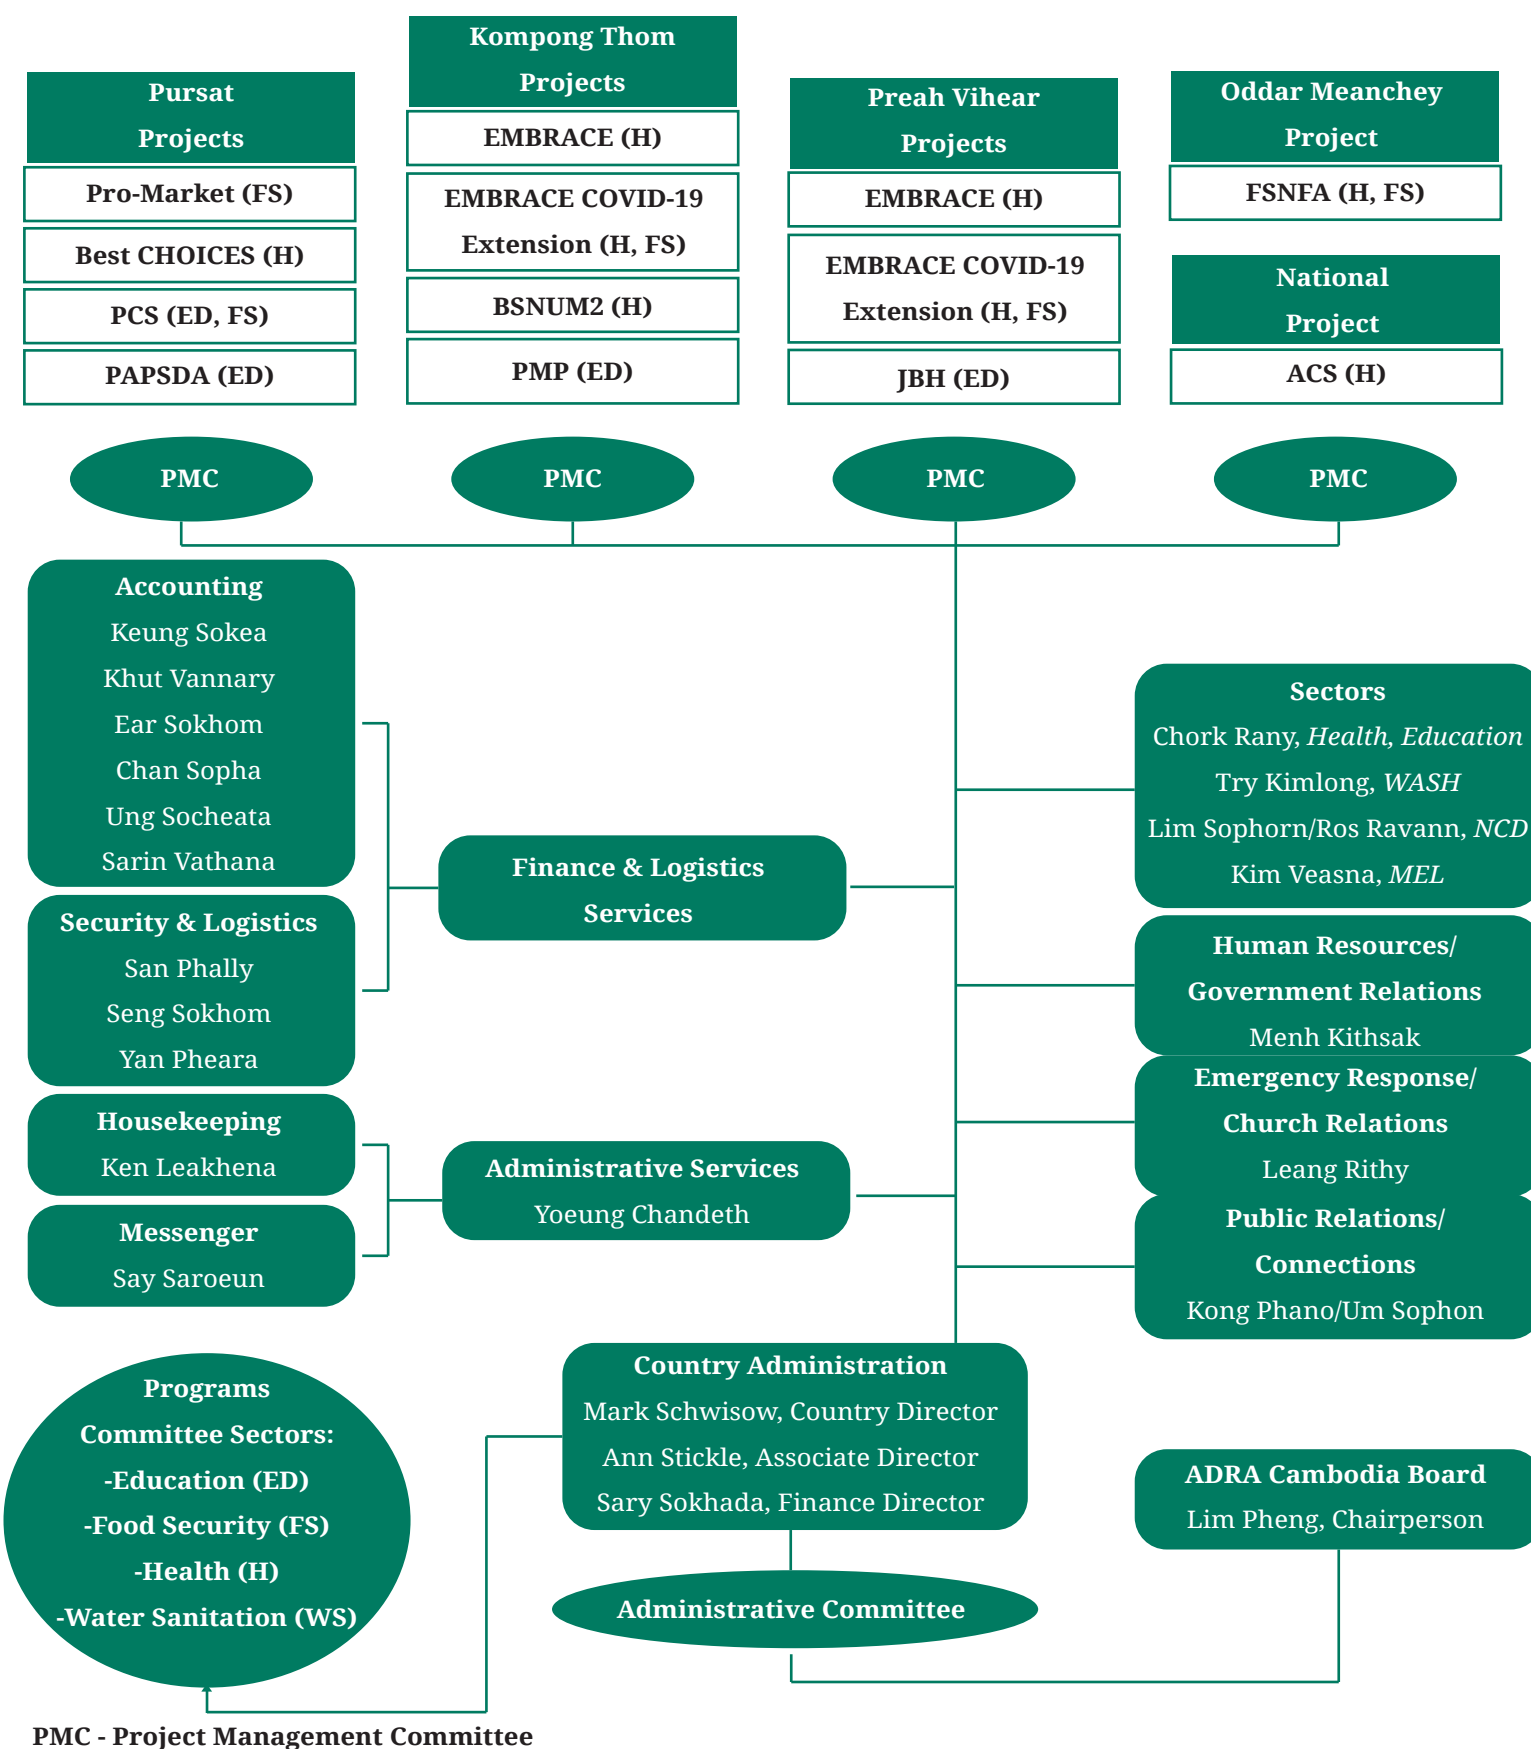 Pursat
Projects
Pro-Market (FS)
Best CHOICES (H)
PCS (ED, FS)
PAPSDA (ED)
Kompong Thom
Projects
EMBRACE (H)
EMBRACE COVID-19
Extension (H, FS)
BSNUM2 (H)
PMP (ED)
Preah Vihear
Projects
EMBRACE (H)
EMBRACE COVID-19
Extension (H, FS)
JBH (ED)
Oddar Meanchey
Project
FSNFA (H, FS)
National
Project
ACS (H)
PMC
PMC
PMC
PMC
Accounting
Keung Sokea
Khut Vannary
Ear Sokhom
Chan Sopha
Ung Socheata
Sarin Vathana
Security & Logistics
San Phally
Seng Sokhom
Yan Pheara
Housekeeping
Ken Leakhena
Messenger
Say Saroeun
Finance & Logistics
Services
Administrative Services
Yoeung Chandeth
Sectors
Chork Rany, Health, Education
Try Kimlong, WASH
Lim Sophorn/Ros Ravann, NCD
Kim Veasna, MEL
Human Resources/
Government Relations
Menh Kithsak
Emergency Response/
Church Relations
Leang Rithy
Public Relations/
Connections
Kong Phano/Um Sophon
Country Administration
Mark Schwisow, Country Director
Ann Stickle, Associate Director
Sary Sokhada, Finance Director
Administrative Committee
ADRA Cambodia Board
Lim Pheng, Chairperson
Programs
Committee Sectors:
-Education (ED)
-Food Security (FS)
-Health (H)
-Water Sanitation (WS)
PMC - Project Management Committee